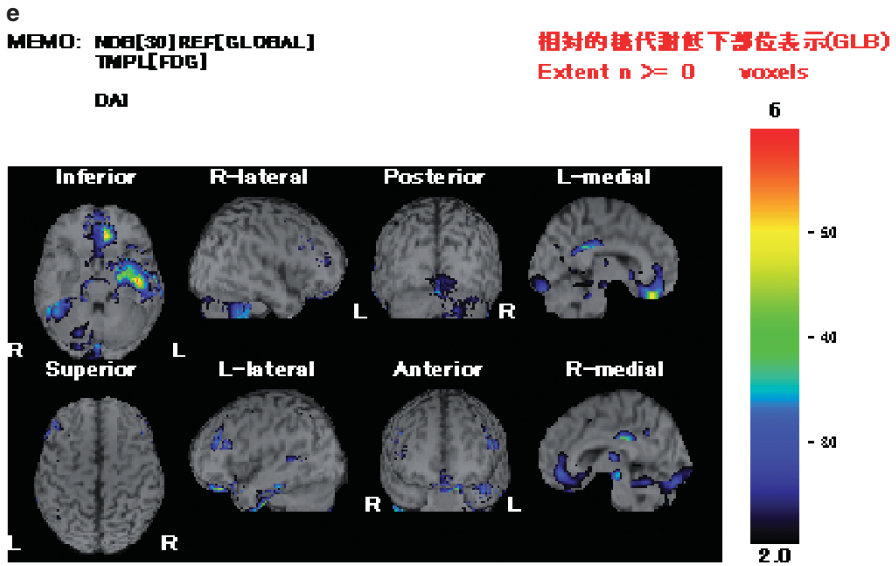 e
MEMO: NDB[30]REF[GLOBAL]
TMPL[FDG]
DAI
相対的糖代謝低下部位表示(GLB)
Extent n >= 0 voxels
6
Inferior R-lateral Posterior L-medial
L R
R L
Superior L-lateral Anterior R-medial
R L
L R
2.0